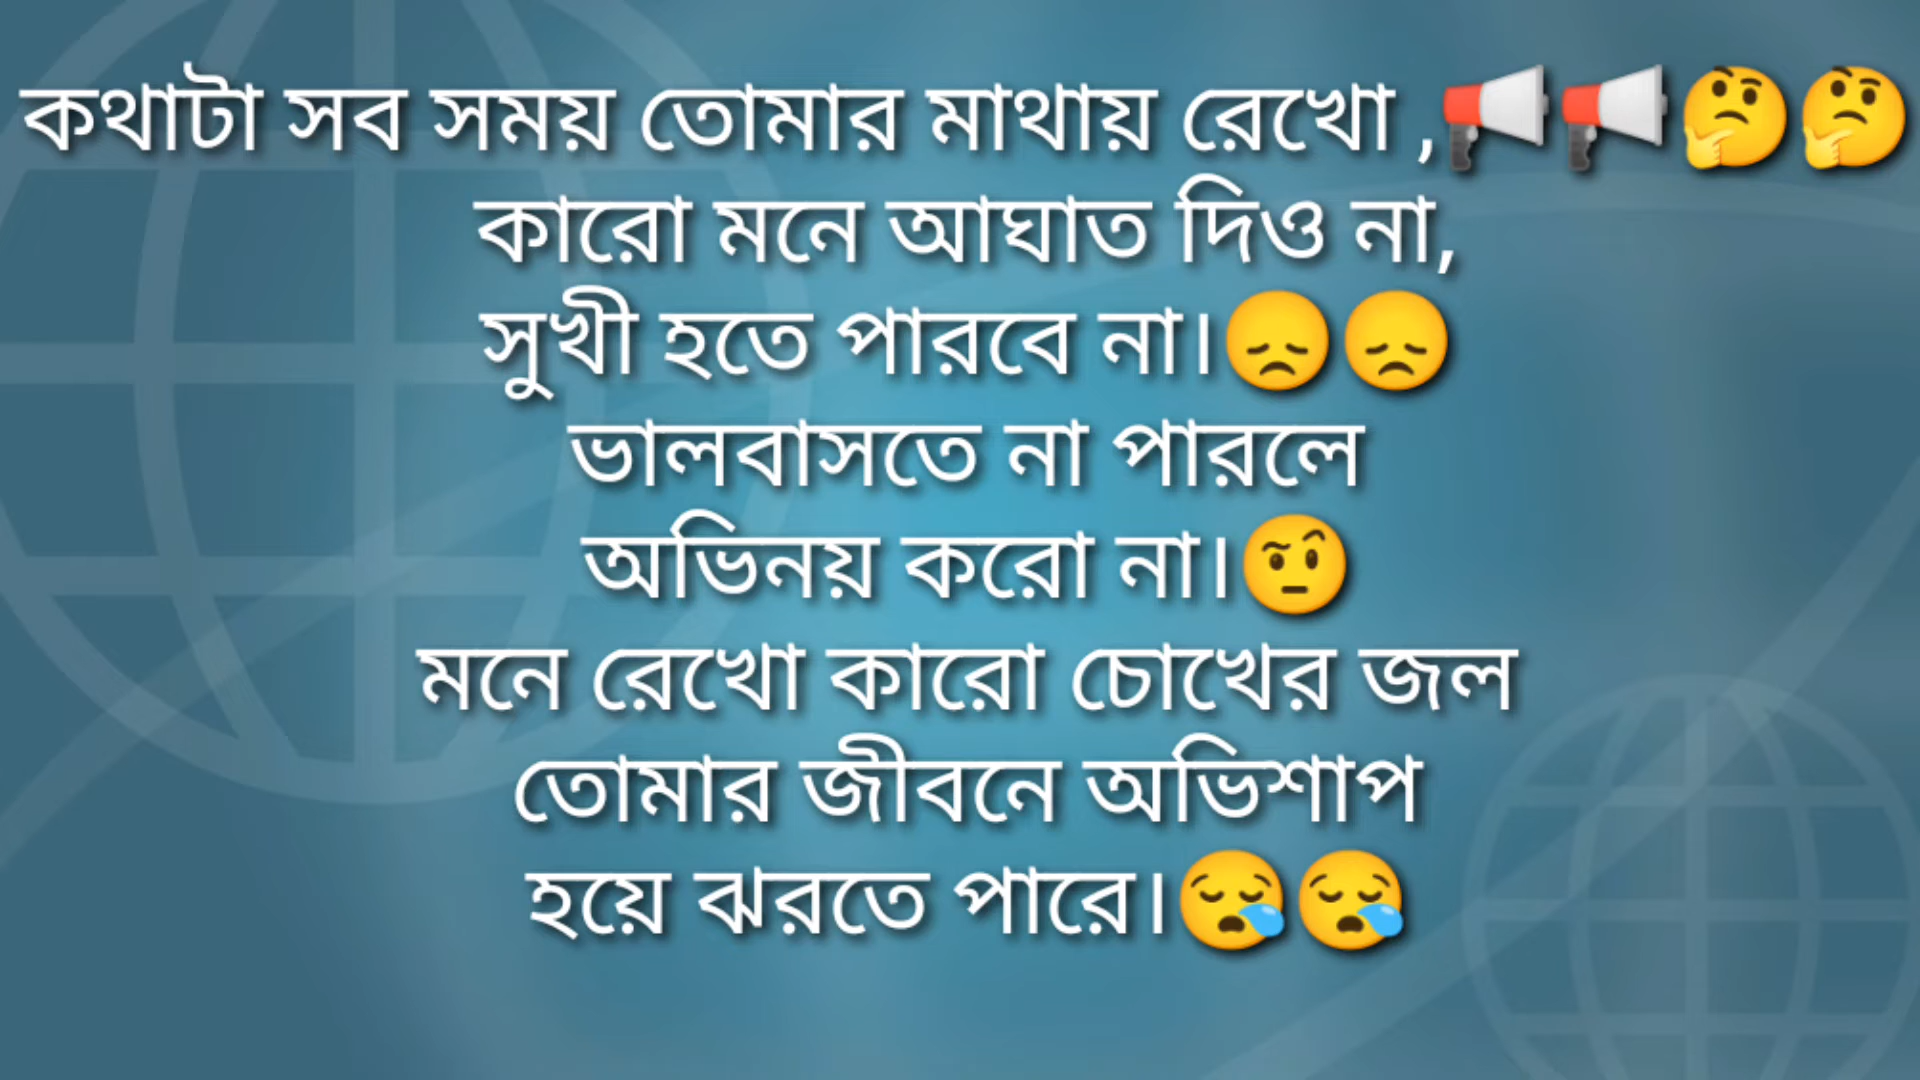 কথাটা সব সময় তোমার মাথায় রেখো ,📢📢🤔🤔
কারো মনে আঘাত দিও না,
সুখী হতে পারবে না।😞😞
ভালবাসতে না পারলে
অভিনয় করো না।🤨
মনে রেখো কারো চোখের জল
তোমার জীবনে অভিশাপ
হয়ে ঝরতে পারে।😪😪